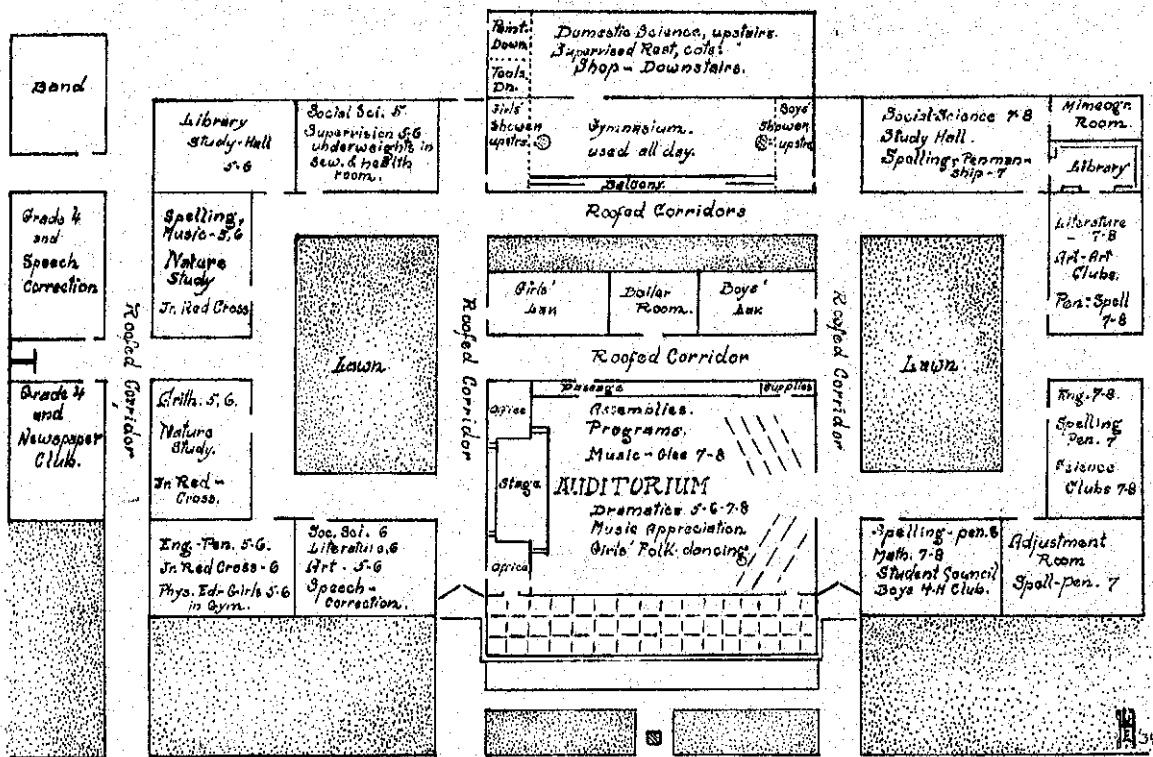 Band
Library
Study-Hall
5-6
Social Sci. 5
Supervision 5,6
underweights in
sew. & health
room.
Paint.
Down
Tools.
Dn.
Domestic Science, upstairs.
Supervised Rest, cots.
Shop - Downstairs.
Girls'
Shower
upstrs.
Gymnasium.
used all day.
Boys'
Shower
upstrs
Balcony
Social-Science 7-8
Study Hall.
Spelling; Penman-
ship - 7
Mimeogr.
Room.
Library
Grade 4
and
Speech
Correction
Spelling,
Music - 5,6
Nature
Study
Jr. Red Cross
Roofed Corridors
Literature
- 7-8
Art-Art
Clubs.
Pen: Spell
7-8
Girls'
Lav
Dollar
Room.
Boys'
Lav
Roofed Corridor
Lawn
Roofed Corridor
Roofed Corridor
Roofed Corridor
Lawn
Grade 4
and
Newspaper
Club.
Arith. 5, 6.
Nature
Study.
Jr. Red -
Cross.
Passage
Supplies
Office
Stage
Office
Assemblies.
Programs.
Music - Glee 7-8
AUDITORIUM
Dramatics 5-6-7-8
Music Appreciation
Girls' Folk-dancing
Eng. 7-8.
Spelling
Pen. 7
Science
Clubs 7-8
Eng.-Pen. 5-6.
Jr. Red Cross - 6
Phys. Ed - Girls 5-6
in Gym.
Soc. Sci. 6
Literature, 6
Art - 5-6
Speech -
Correction.
Spelling - pen. 8
Math. 7-8
Student Council
Boys 4-H Club.
Adjustment
Room
Spell-pen. 7